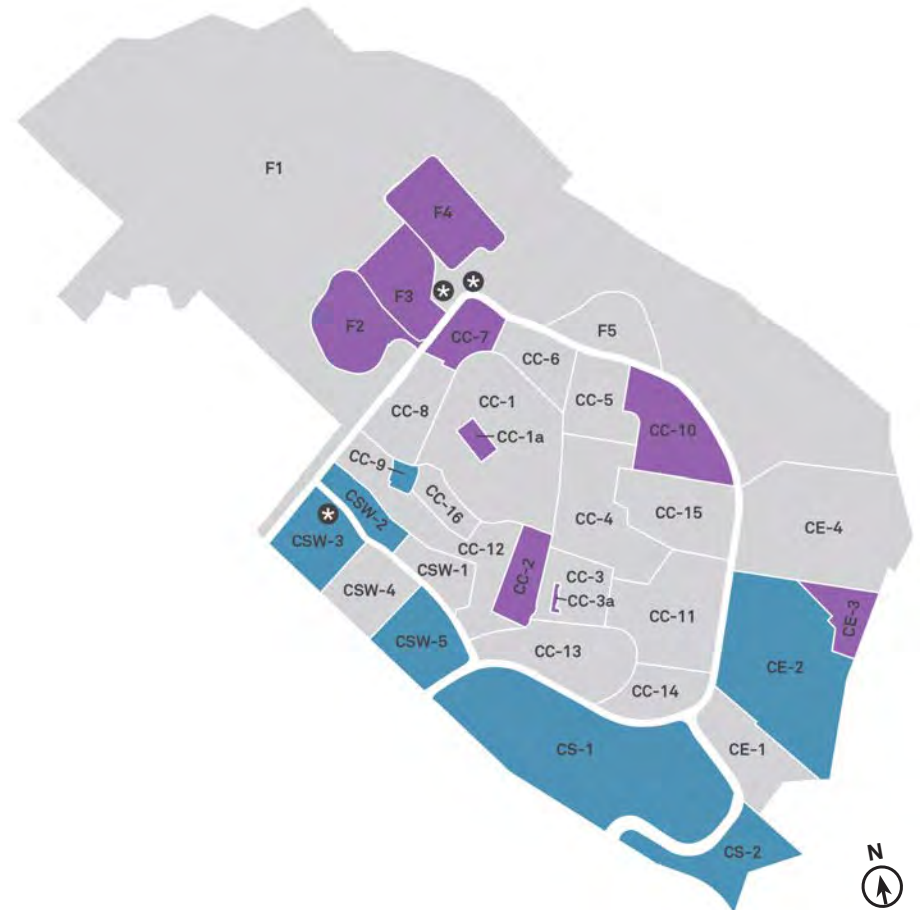 F1
F4
*
*
F3
F2
F5
CC-7
CC-6
CC-5
CC-1
CC-8
CC-10
CC-1a
CC-9
CC-16
CSW-2
CC-4
CC-15
*
CSW-3
CE-4
CC-12
CSW-1
CC-2
CC-3
CSW-4
CC-3a
CC-11
CE-3
CSW-5
CC-13
CE-2
CC-14
CS-1
CE-1
CS-2
N